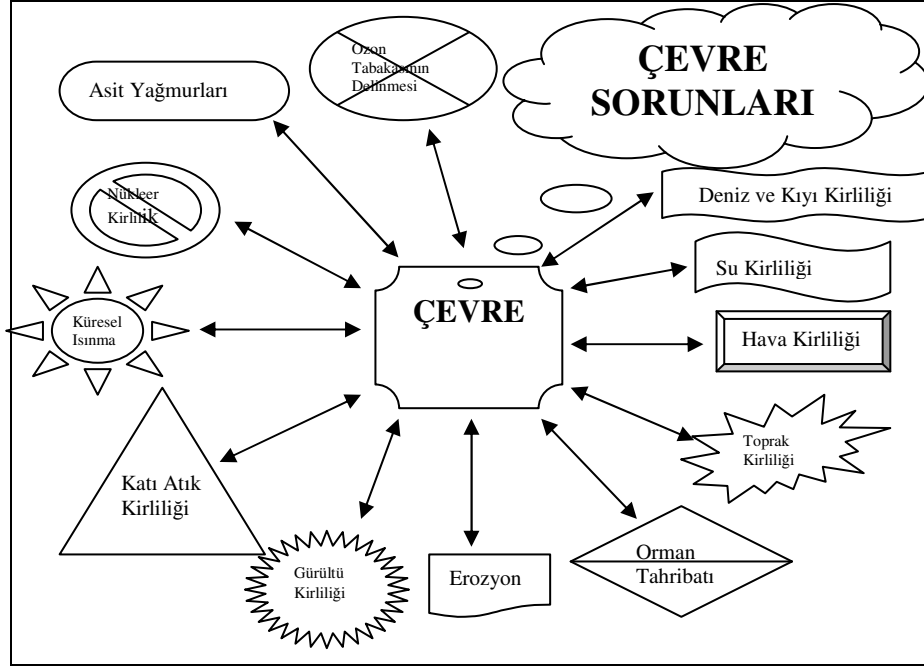 ÇEVRE
SORUNLARI
Ozon
Tabakasının
Delinmesi
Asit Yağmurları
Nükleer
Kirlilik
Deniz ve Kıyı Kirliliği
Su Kirliliği
ÇEVRE
Küresel
Isınma
Hava Kirliliği
Toprak
Kirliliği
Katı Atık
Kirliliği
Gürültü
Kirliliği
Erozyon
Orman
Tahribatı